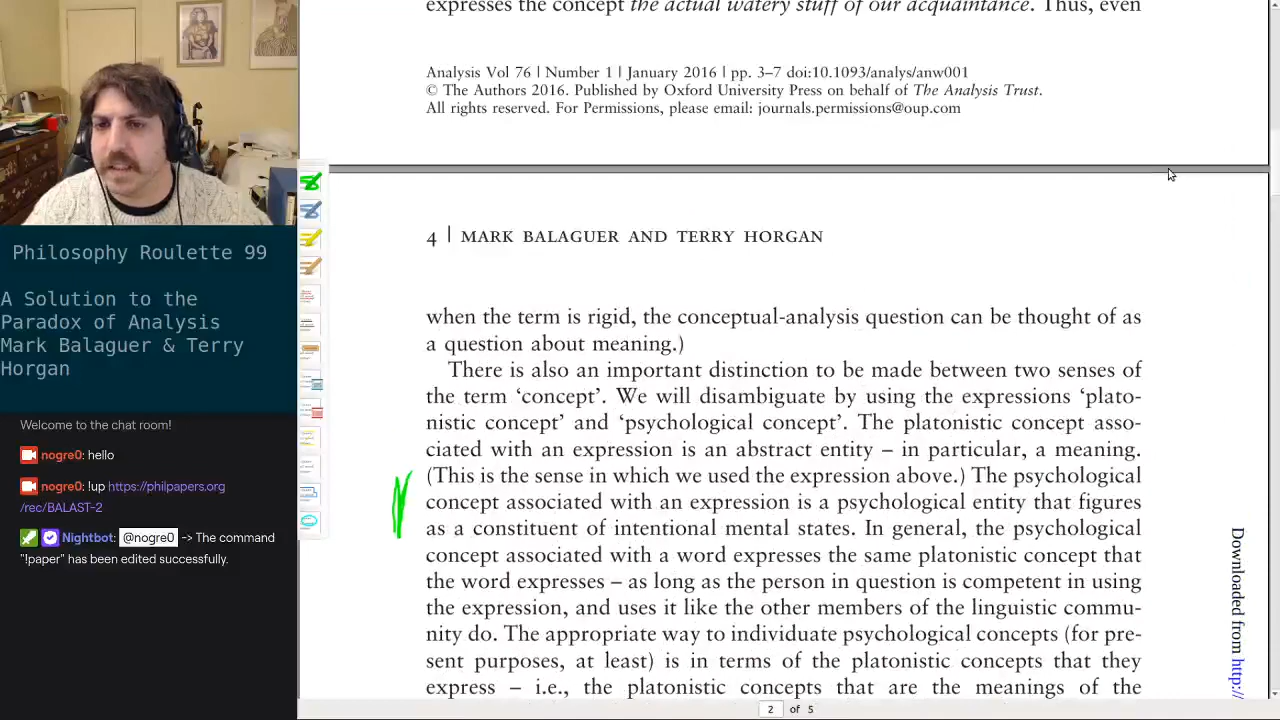 expresses the concept the actual watery stuff of our acquaintance. Thus, even
Analysis Vol 76 | Number 1 | January 2016 | pp. 3–7 doi:10.1093/analys/anw001
© The Authors 2016. Published by Oxford University Press on behalf of The Analysis Trust.
All rights reserved. For Permissions, please email: journals.permissions@oup.com
4 | MARK BALAGUER AND TERRY HORGAN
when the term is rigid, the conceptual-analysis question can be thought of as
a question about meaning.)
There is also an important distinction to be made between two senses of
the term ‘concept’. We will disambiguate by using the expressions ‘plato-
nistic concept’ and ‘psychological concept’. The platonistic concept asso-
ciated with an expression is an abstract entity – in particular, a meaning.
(This is the notion in play when we used the expression above.) The psychological
concept associated with an expression is a psychological entity that figures
as a constituent of intentional mental states. In general, the psychological
concept associated with a word expresses the same platonistic concept that
the word expresses – as long as the person in question is competent in using
the expression, and uses it like the other members of the linguistic commu-
nity do. The appropriate way to individuate psychological concepts (for pre-
sent purposes, at least) is in terms of the platonistic concepts that they
express – i.e., the platonistic concepts that are the meanings of the
Downloaded from http:/
2 of 5
Philosophy Roulette 99
A Solution to the
Paradox of Analysis
Mark Balaguer & Terry
Horgan
Welcome to the chat room!
nogre0: hello
nogre0: !up https://philpapers.org
/rec/BALAST-2
Nightbot: @nogre0 -> The command
"!paper" has been edited successfully.